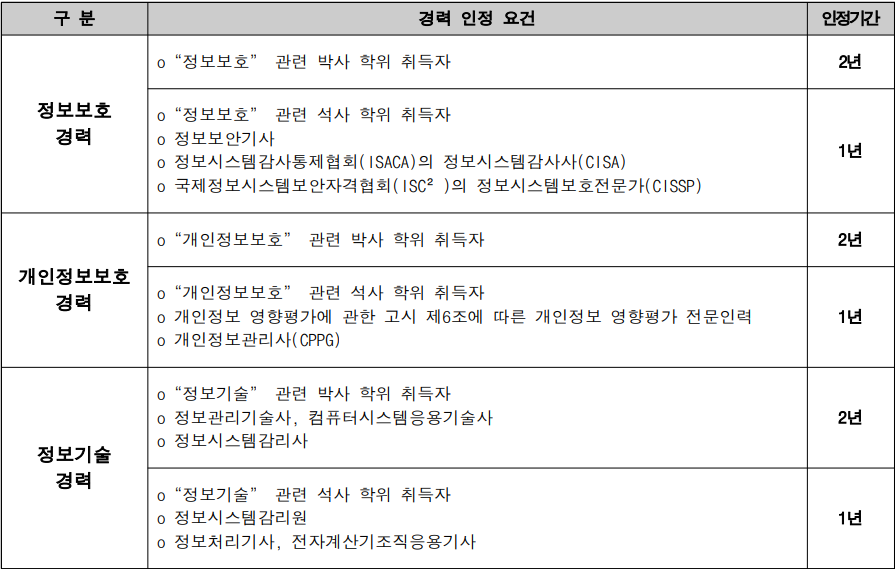 구 분 경력 인정 요건 인정기간
o “정보보호” 관련 박사 학위 취득자 2년
정보보호 경력
o “정보보호” 관련 석사 학위 취득자
o 정보보안기사
o 정보시스템감사통제협회(ISACA)의 정보시스템감사사(CISA)
o 국제정보시스템보안자격협회(ISC² )의 정보시스템보호전문가(CISSP)
1년
o “개인정보보호” 관련 박사 학위 취득자 2년
개인정보보호 경력
o “개인정보보호” 관련 석사 학위 취득자
o 개인정보 영향평가에 관한 고시 제6조에 따른 개인정보 영향평가 전문인력
o 개인정보관리사(CPPG)
1년
o “정보기술” 관련 박사 학위 취득자
o 정보관리기술사, 컴퓨터시스템응용기술사
o 정보시스템감리사
2년
정보기술 경력
o “정보기술” 관련 석사 학위 취득자
o 정보시스템감리원
o 정보처리기사, 전자계산기조직응용기사
1년